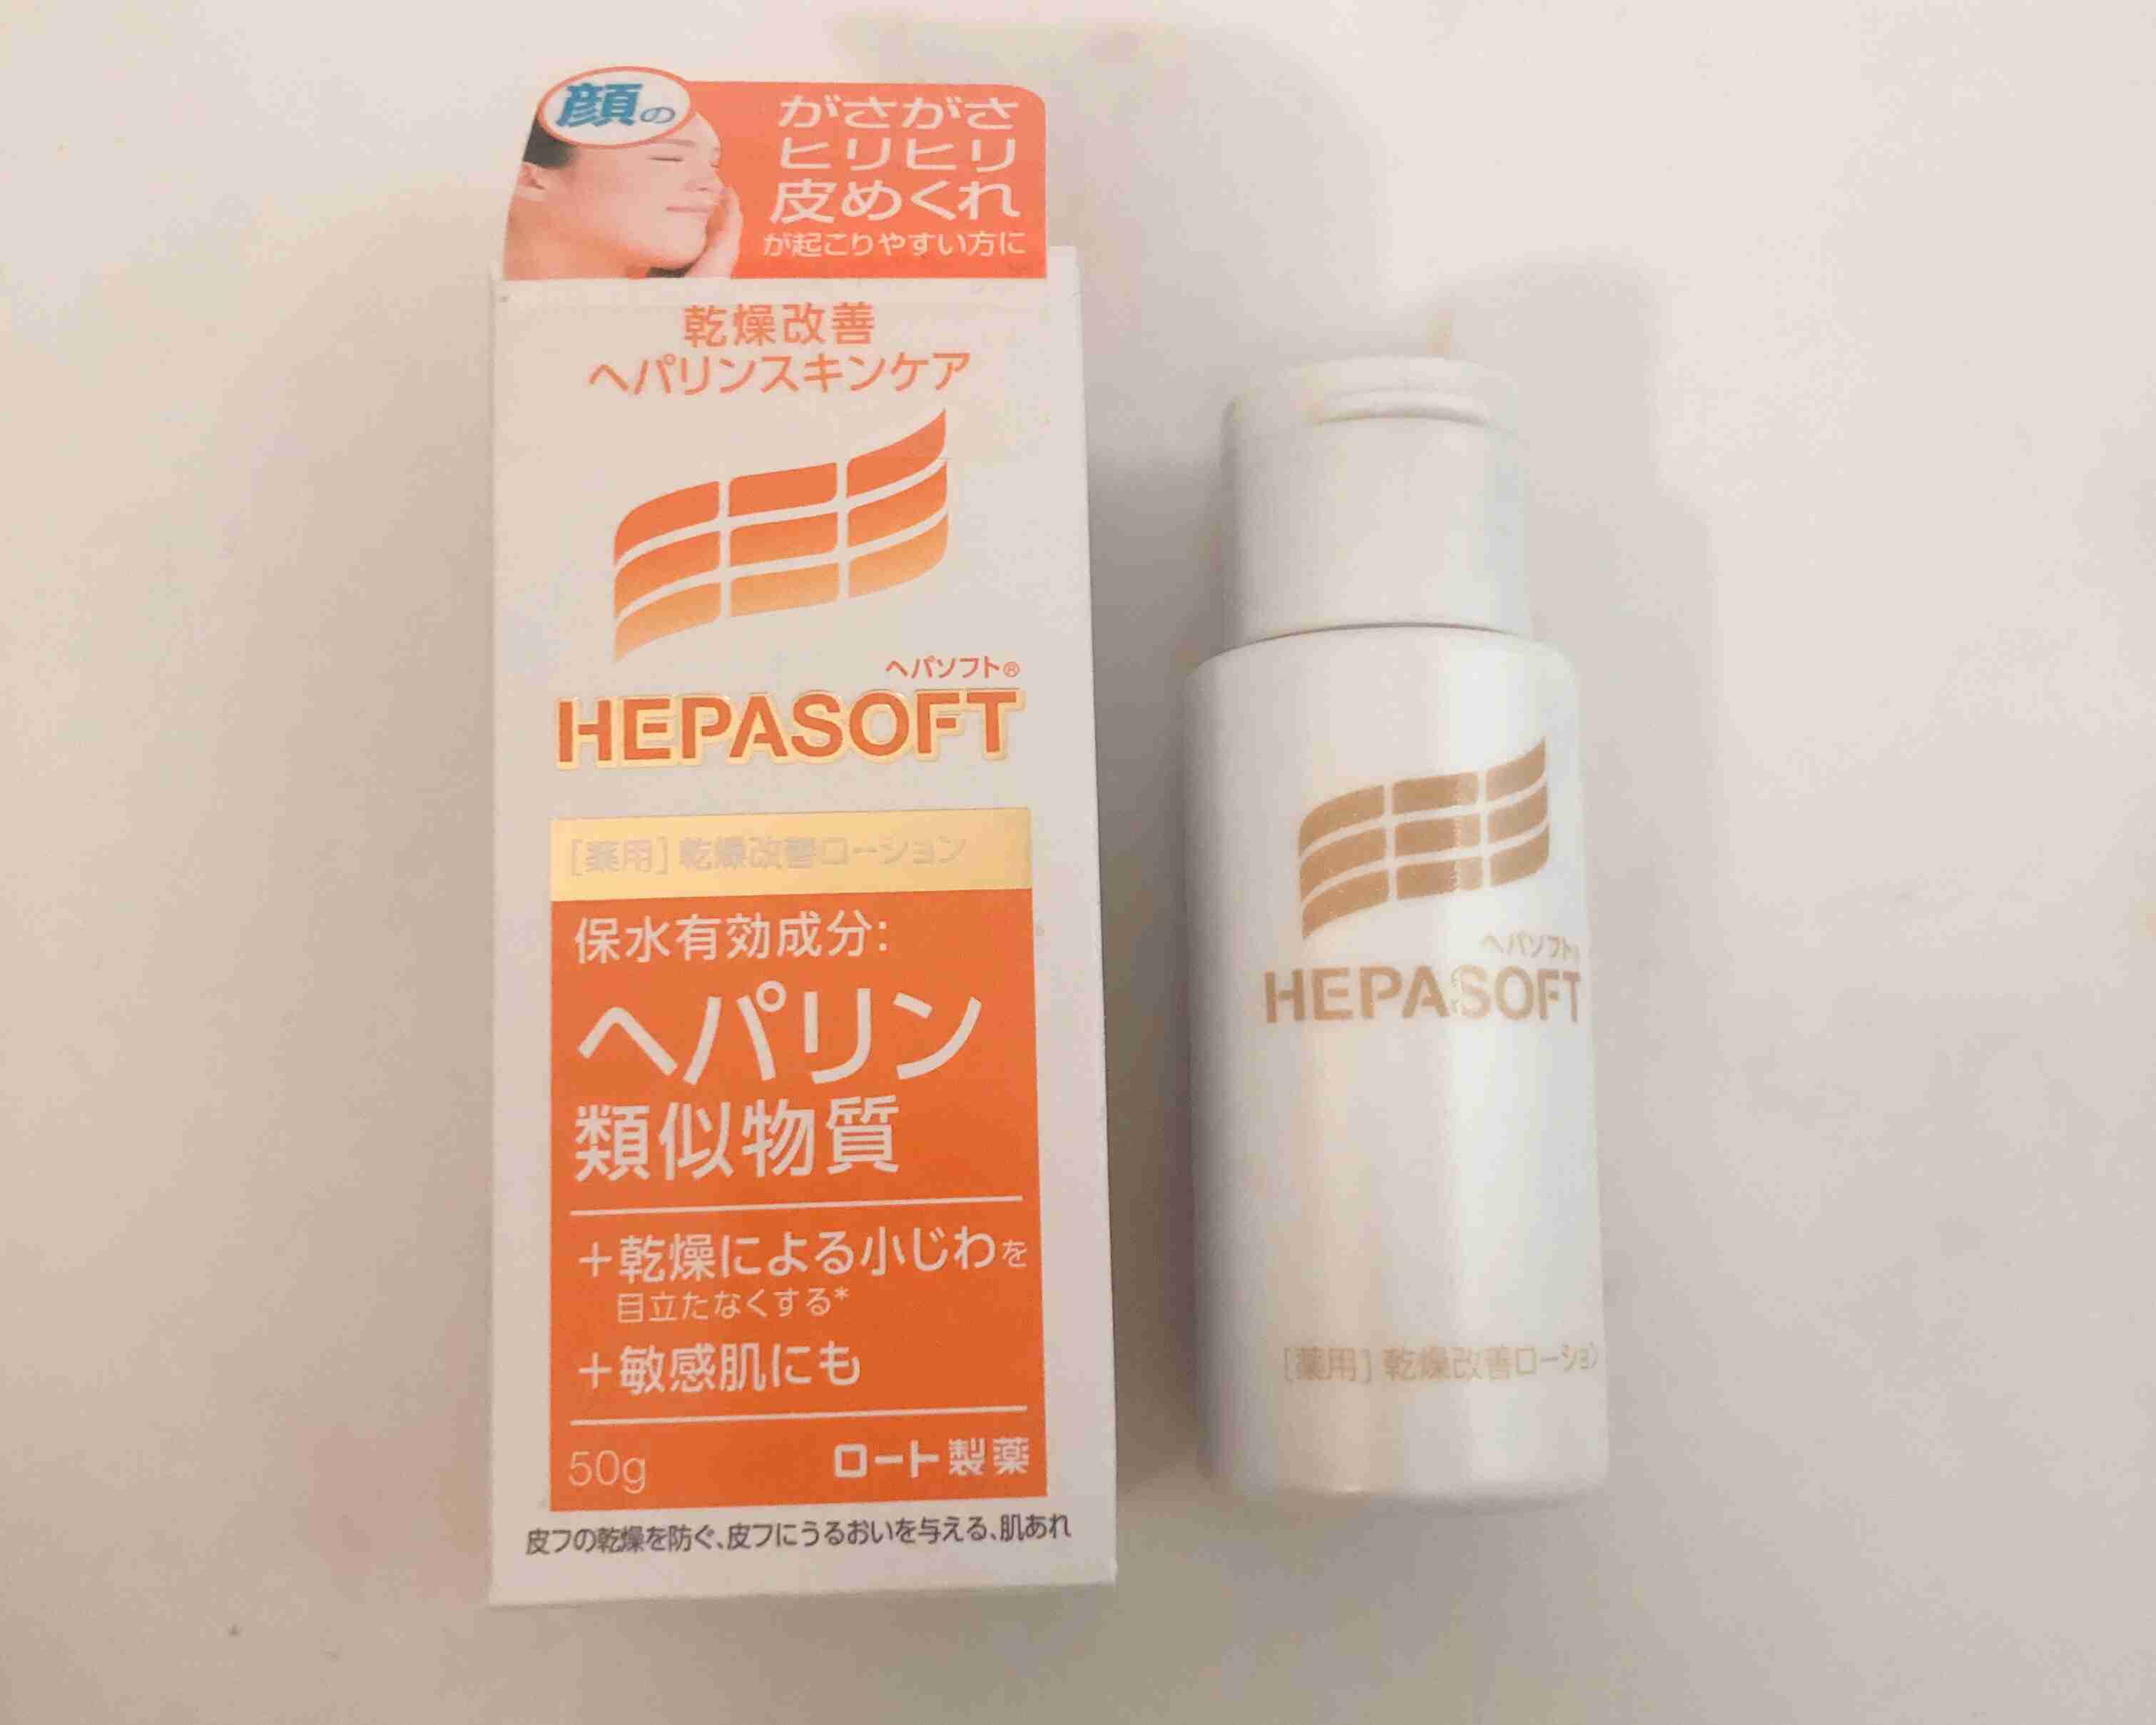 顔の
がさがさ
ヒリヒリ
皮めくれ
が起こりやすい方に
乾燥改善
ヘパリンスキンケア
ヘパソフト®
HEPASOFT
[薬用] 乾燥改善ローション
保水有効成分:
ヘパリン
類似物質
+乾燥による小じわを
目立たなくする*
+敏感肌にも
50g ロート製薬
皮フの乾燥を防ぐ、皮フにうるおいを与える、肌あれ
ヘパソフト®
HEPASOFT
[薬用] 乾燥改善ローション